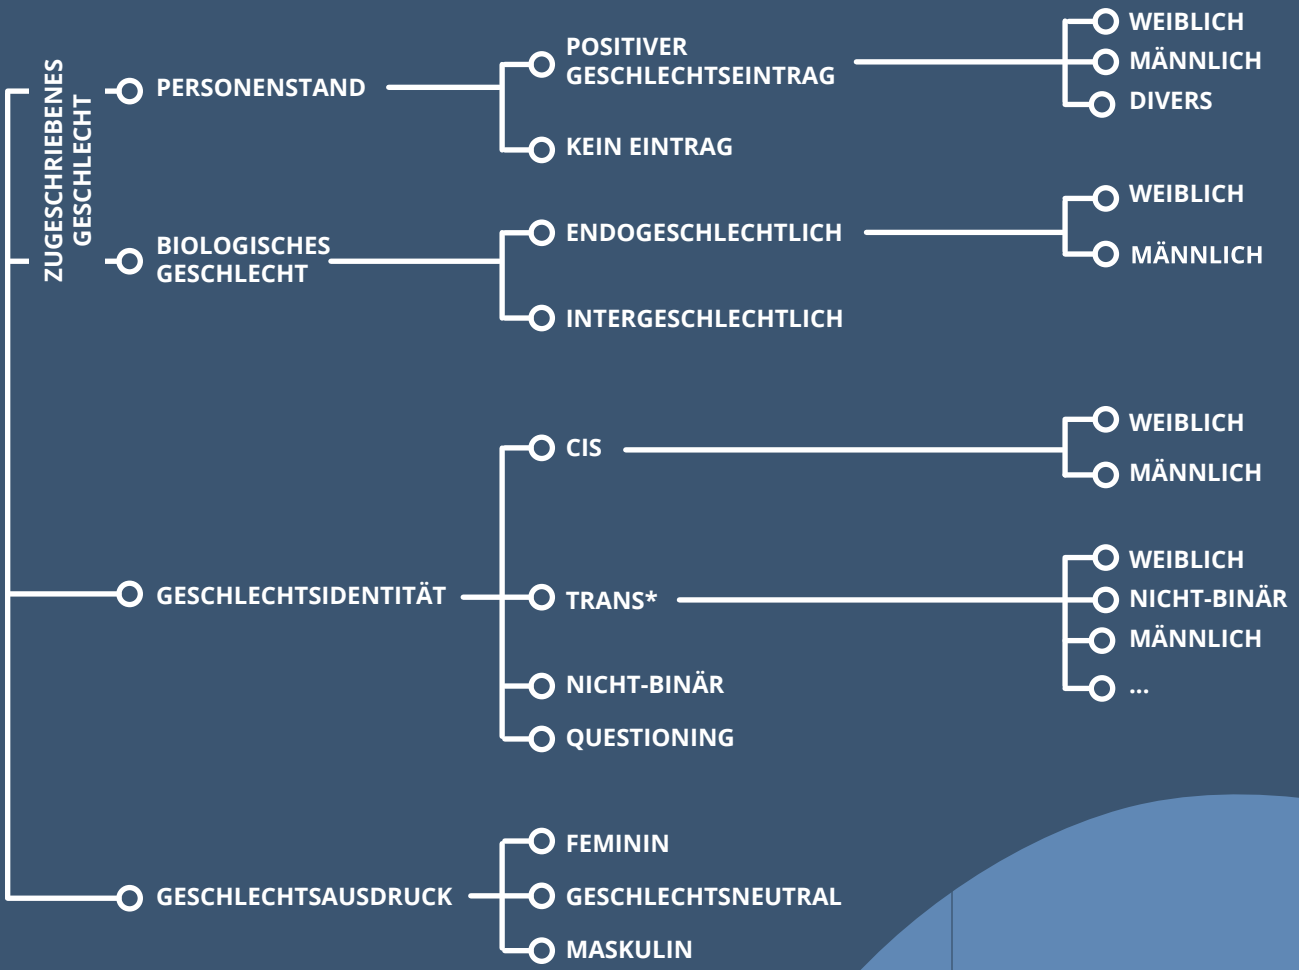 ZUGESCHRIEBENES
GESCHLECHT
PERSONENSTAND
POSITIVER
GESCHLECHTSEINTRAG
WEIBLICH
MÄNNLICH
DIVERS
KEIN EINTRAG
BIOLOGISCHES
GESCHLECHT
ENDOGESCHLECHTLICH
WEIBLICH
MÄNNLICH
INTERGESCHLECHTLICH
GESCHLECHTSIDENTITÄT
CIS
WEIBLICH
MÄNNLICH
TRANS*
WEIBLICH
NICHT-BINÄR
MÄNNLICH
...
NICHT-BINÄR
QUESTIONING
GESCHLECHTSAUSDRUCK
FEMININ
GESCHLECHTSNEUTRAL
MASKULIN